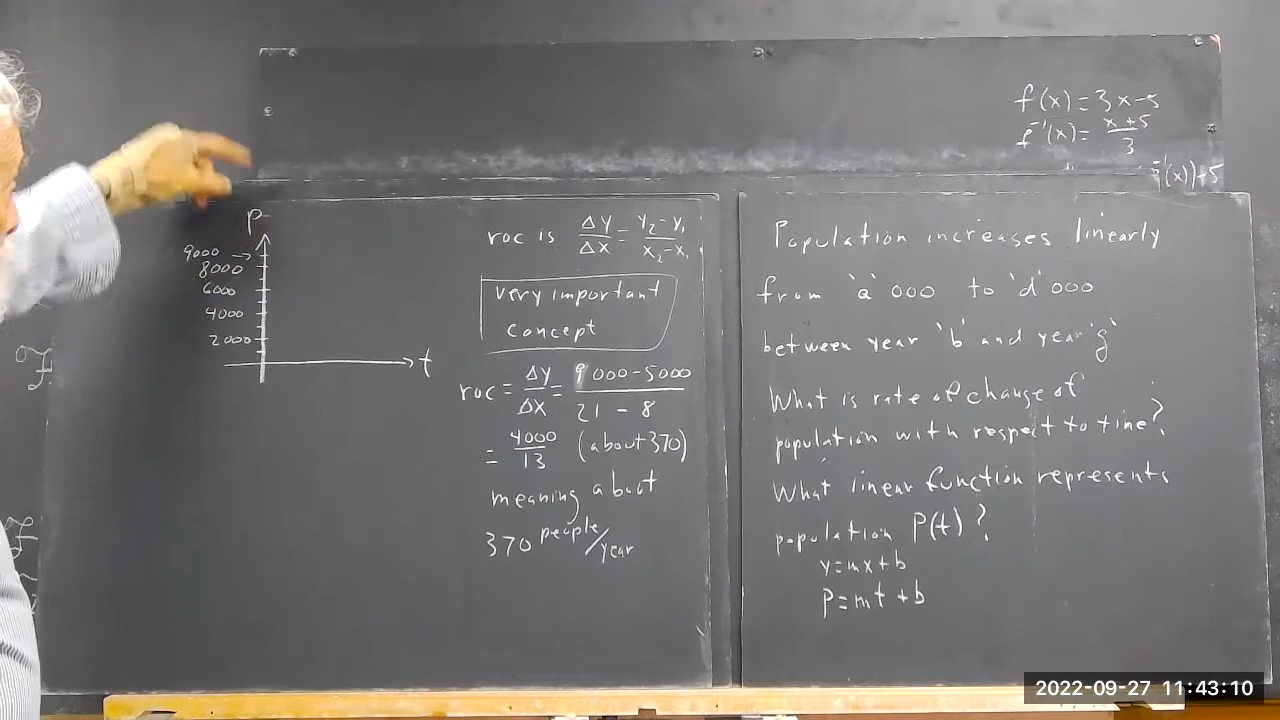 f(x) = 3x-5
f⁻¹(x) = (x+5)/3
⁻¹(x))+5
P
9000 →
8000
6000
4000
2000
t
roc is ΔY/ΔX = (Y₂-Y₁)/(X₂-X₁)
very important
concept
roc = ΔY/ΔX = (9000-5000)/(21-8)
= 4000/13 (about 370)
meaning about
370 people/year
Population increases linearly
from 'a' 000 to 'd' 000
between year 'b' and year 'g'
What is rate of change of
population with respect to time?
What linear function represents
population P(t)?
y=mx+b
P=mt+b
2022-09-27 11:43:10